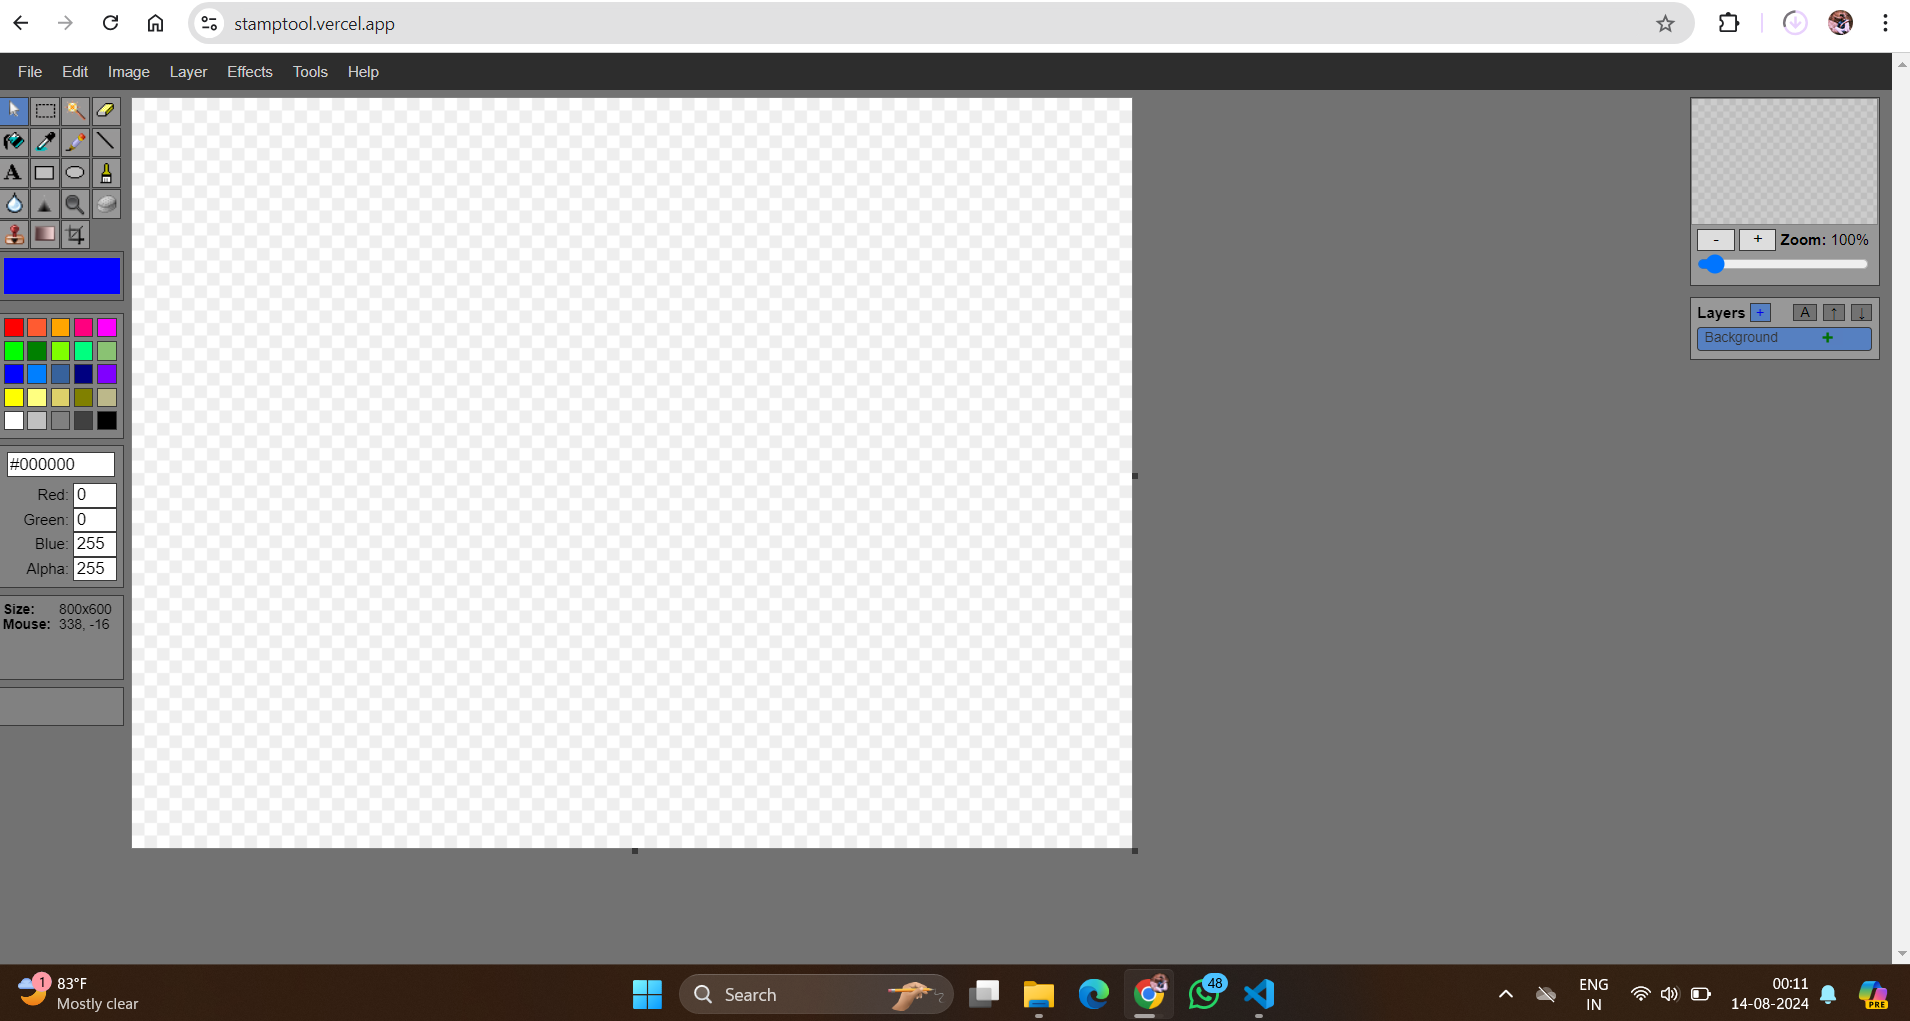 stamptool.vercel.app
File Edit Image Layer Effects Tools Help
A
- + Zoom: 100%
Layers + A ↑ ↓
Background +
#000000
Red: 0
Green: 0
Blue: 255
Alpha: 255
Size: 800x600
Mouse: 338, -16
1
83°F
Mostly clear
Search
48
ENG
IN
00:11
14-08-2024
PRE